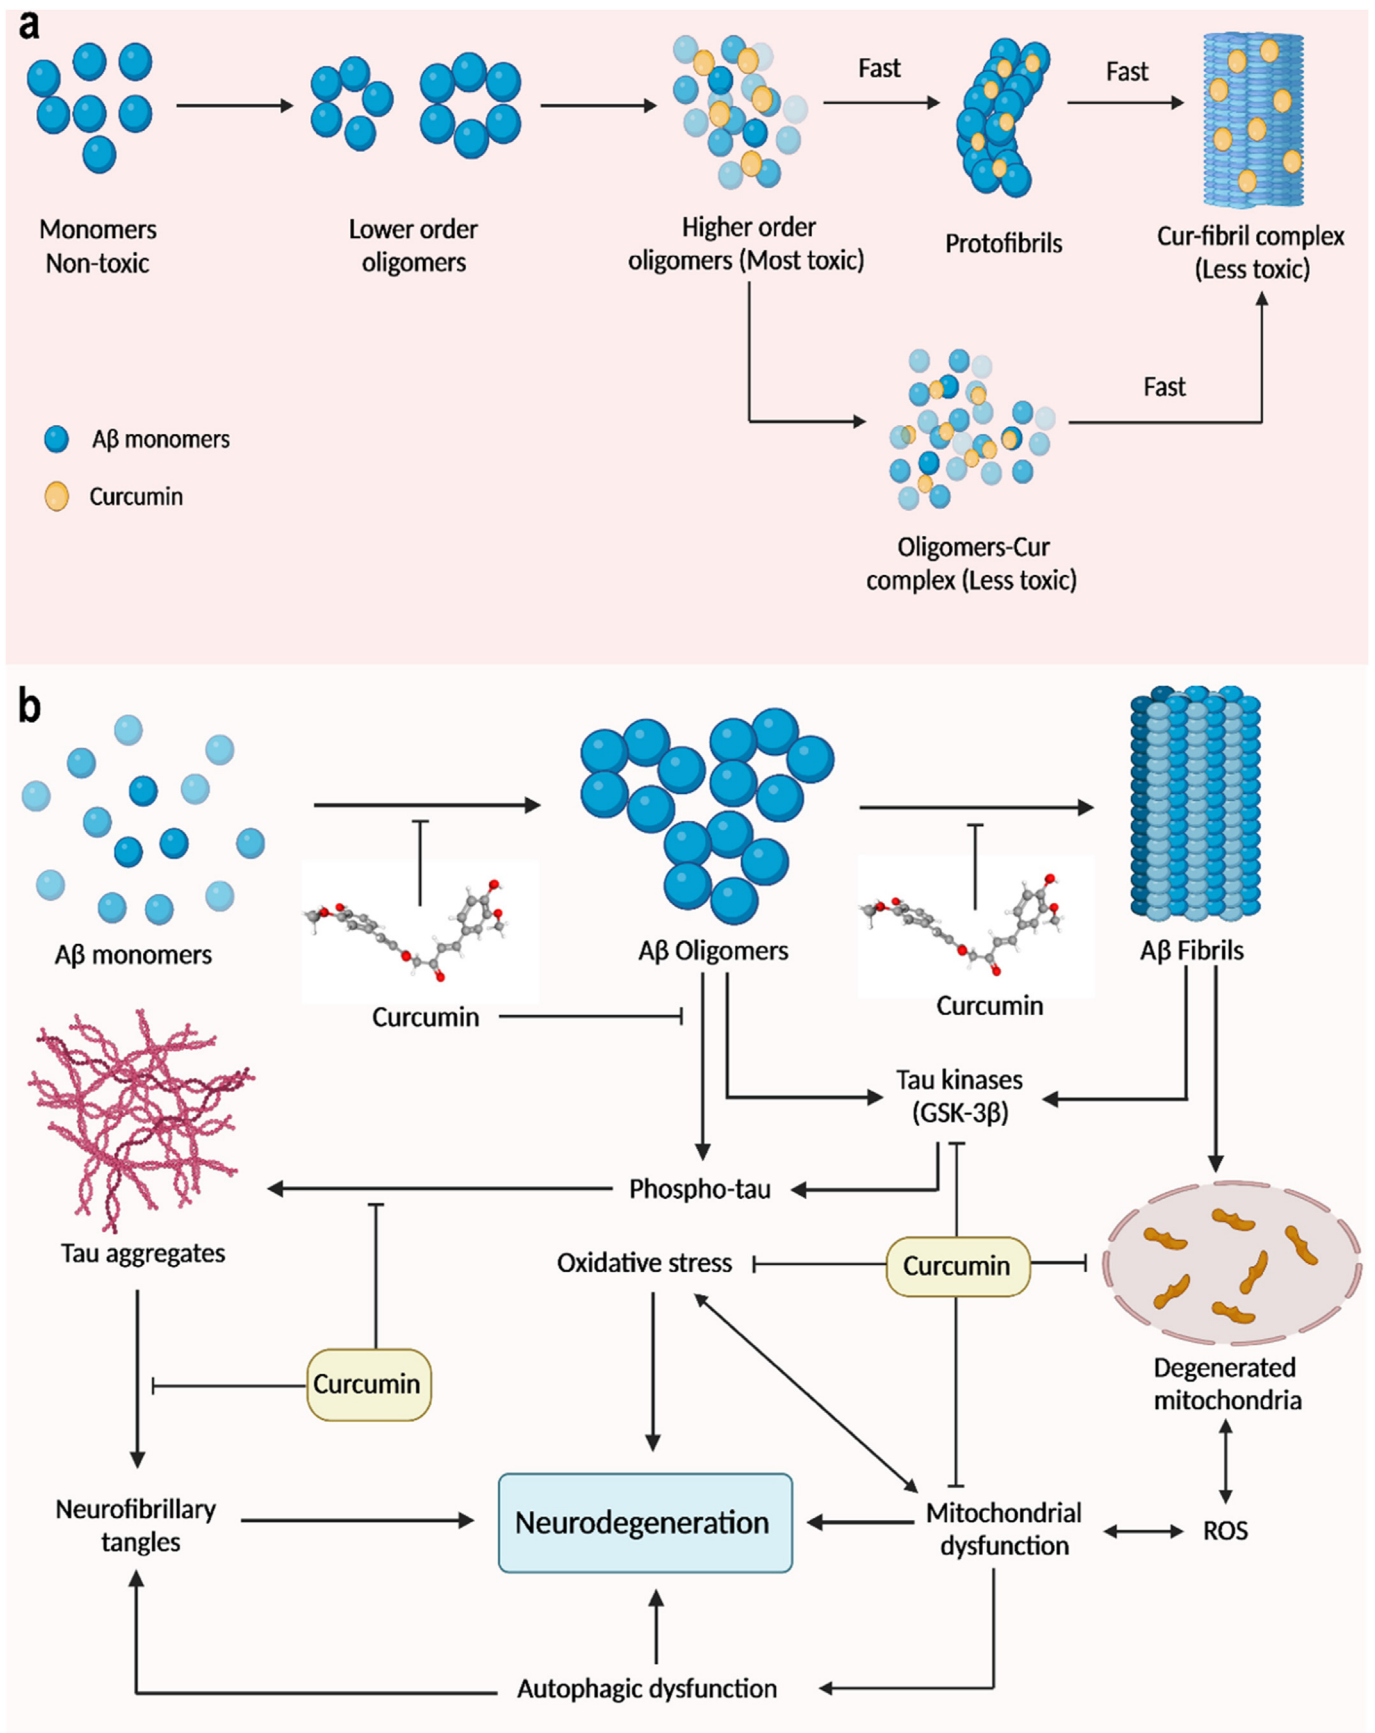 a
Fast
Fast
Monomers
Non-toxic
Lower order
oligomers
Higher order
oligomers (Most toxic)
Protofibrils
Cur-fibril complex
(Less toxic)
Fast
Aβ monomers
Curcumin
Oligomers-Cur
complex (Less toxic)
b
Aβ monomers
Aβ Oligomers
Aβ Fibrils
Curcumin
Curcumin
Tau kinases
(GSK-3β)
Phospho-tau
Tau aggregates
Oxidative stress
Curcumin
Degenerated
mitochondria
Curcumin
Neurofibrillary
tangles
Neurodegeneration
Mitochondrial
dysfunction
ROS
Autophagic dysfunction